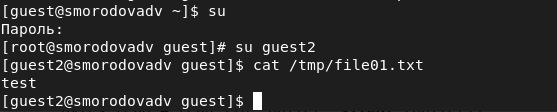 [guest@smorodovadv ~]$ su
Пароль:
[root@smorodovadv guest]# su guest2
[guest2@smorodovadv guest]$ cat /tmp/file01.txt
test
[guest2@smorodovadv guest]$